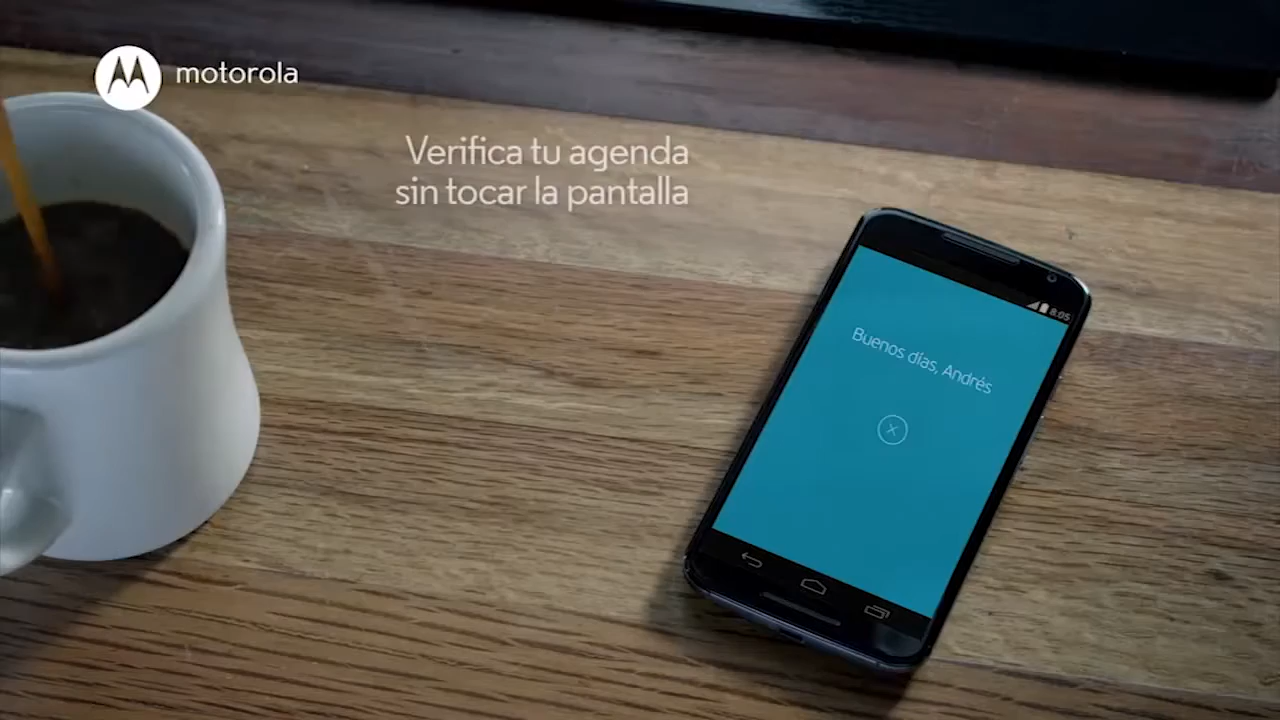 motorola
Verifica tu agenda
sin tocar la pantalla
8:05
Buenos días, Andrés